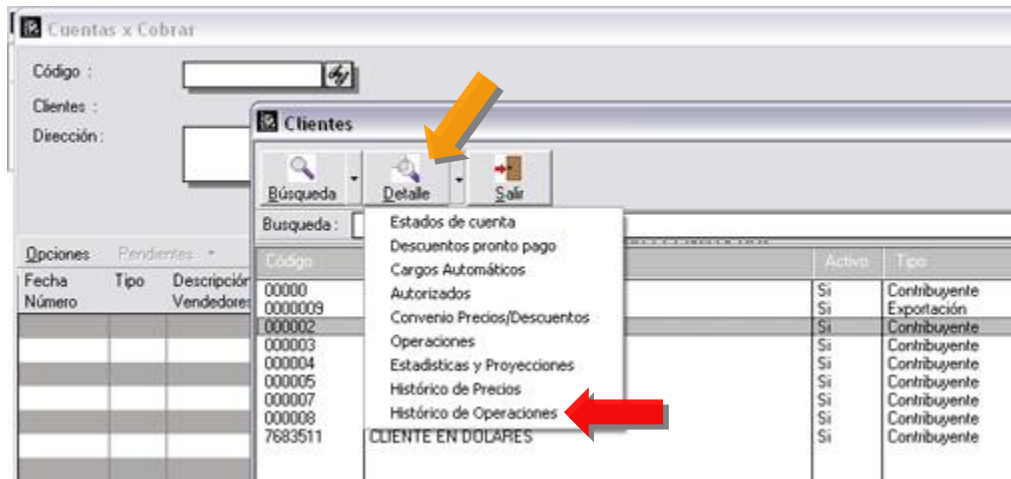 Cuentas x Cobrar
Código :
Clientes :
Dirección :
Clientes
Búsqueda
Detalle
Salir
Busqueda :
Estados de cuenta
Descuentos pronto pago
Cargos Automáticos
Autorizados
Convenio Precios/Descuentos
Operaciones
Estadisticas y Proyecciones
Histórico de Precios
Histórico de Operaciones
Opciones Pendientes
Fecha Tipo Descripción
Número Vendedores
Código Activo Tipo
00000 Si Contribuyente
0000009 Si Exportación
000002 Si Contribuyente
000003 Si Contribuyente
000004 Si Contribuyente
000005 Si Contribuyente
000007 Si Contribuyente
000008 Si Contribuyente
7683511 CLIENTE EN DOLARES Si Contribuyente